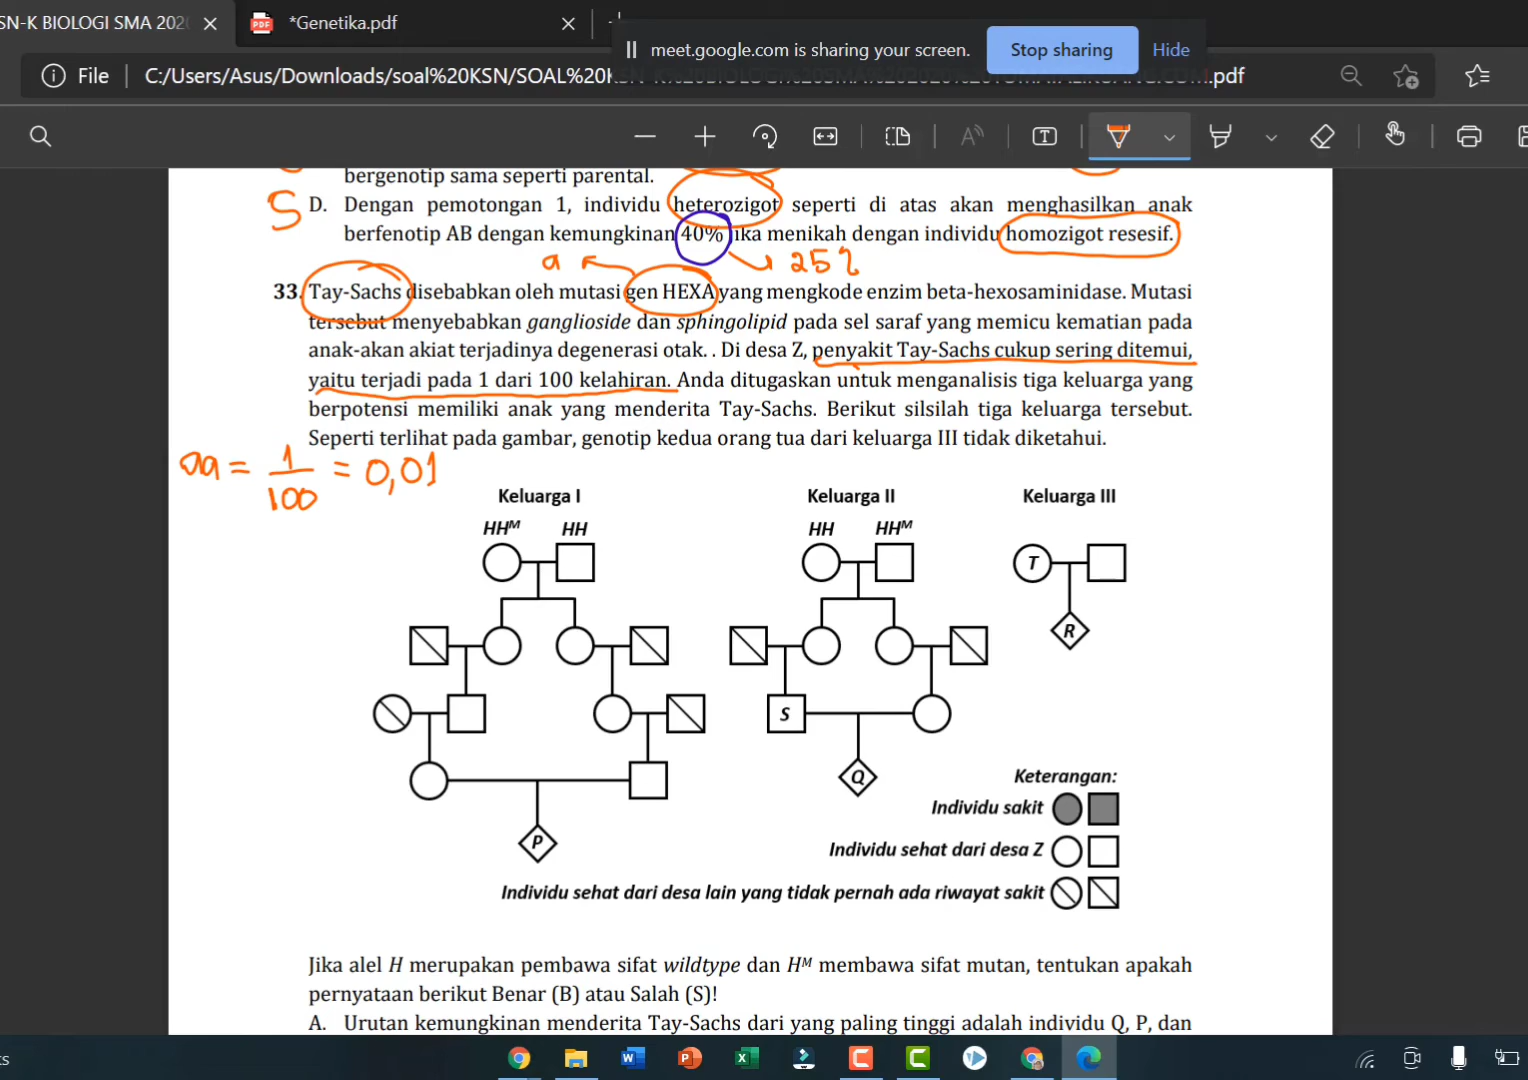 SN-K BIOLOGI SMA 202
*Genetika.pdf
meet.google.com is sharing your screen.
Stop sharing
Hide
File
C:/Users/Asus/Downloads/soal%20KSN/SOAL%20K
.pdf
bergenotip sama seperti parental.
S D. Dengan pemotongan 1, individu heterozigot seperti di atas akan menghasilkan anak
berfenotip AB dengan kemungkinan 40% jika menikah dengan individu homozigot resesif.
a
25%
33. Tay-Sachs disebabkan oleh mutasi gen HEXA yang mengkode enzim beta-hexosaminidase. Mutasi
tersebut menyebabkan ganglioside dan sphingolipid pada sel saraf yang memicu kematian pada
anak-akan akiat terjadinya degenerasi otak. . Di desa Z, penyakit Tay-Sachs cukup sering ditemui,
yaitu terjadi pada 1 dari 100 kelahiran. Anda ditugaskan untuk menganalisis tiga keluarga yang
berpotensi memiliki anak yang menderita Tay-Sachs. Berikut silsilah tiga keluarga tersebut.
Seperti terlihat pada gambar, genotip kedua orang tua dari keluarga III tidak diketahui.
aa = 1/100 = 0,01
Keluarga I
Keluarga II
Keluarga III
HHᴹ HH
HH HHᴹ
T
R
S
Q
P
Keterangan:
Individu sakit
Individu sehat dari desa Z
Individu sehat dari desa lain yang tidak pernah ada riwayat sakit
Jika alel H merupakan pembawa sifat wildtype dan Hᴹ membawa sifat mutan, tentukan apakah
pernyataan berikut Benar (B) atau Salah (S)!
A. Urutan kemungkinan menderita Tay-Sachs dari yang paling tinggi adalah individu Q, P, dan